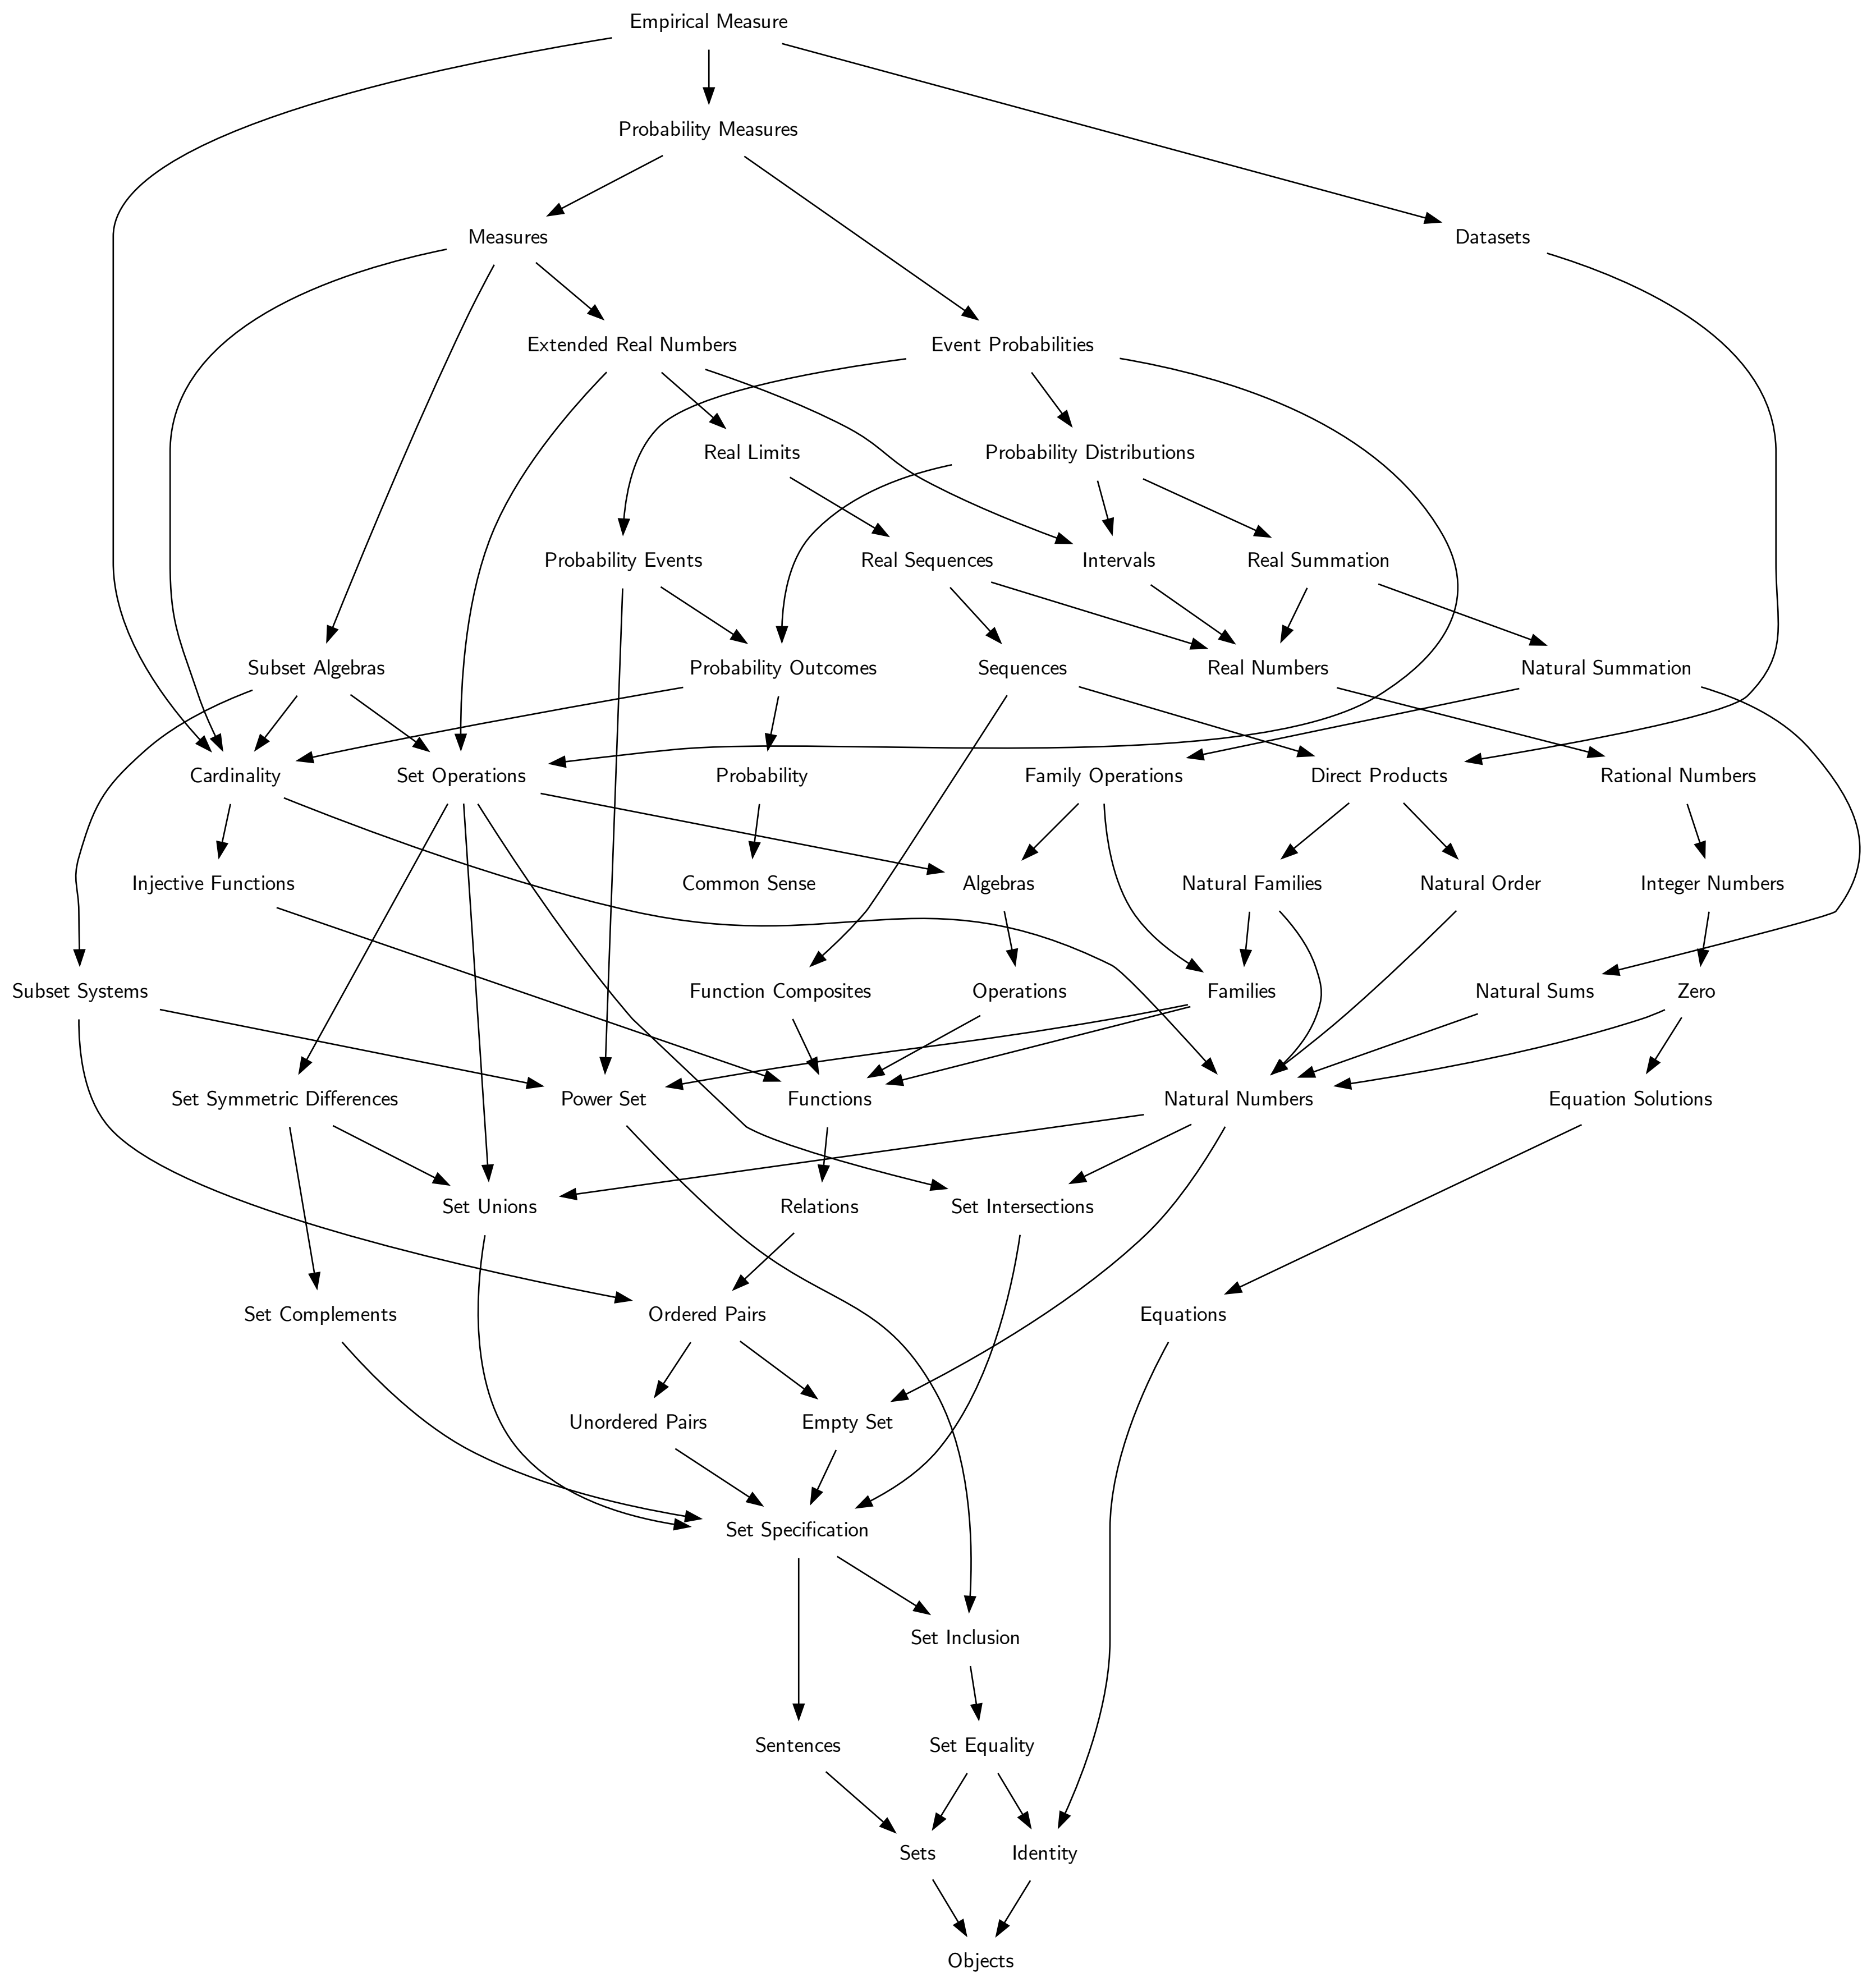 Empirical Measure
Probability Measures
Measures
Datasets
Extended Real Numbers
Event Probabilities
Real Limits
Probability Distributions
Probability Events
Real Sequences
Intervals
Real Summation
Subset Algebras
Probability Outcomes
Sequences
Real Numbers
Natural Summation
Cardinality
Set Operations
Probability
Family Operations
Direct Products
Rational Numbers
Injective Functions
Common Sense
Algebras
Natural Families
Natural Order
Integer Numbers
Subset Systems
Function Composites
Operations
Families
Natural Sums
Zero
Set Symmetric Differences
Power Set
Functions
Natural Numbers
Equation Solutions
Set Unions
Relations
Set Intersections
Set Complements
Ordered Pairs
Equations
Unordered Pairs
Empty Set
Set Specification
Set Inclusion
Sentences
Set Equality
Sets
Identity
Objects